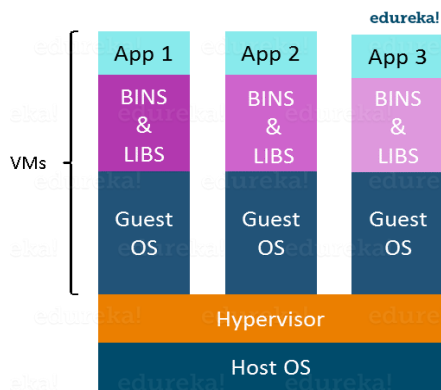 edureka!
App 1
App 2
App 3
BINS
&
LIBS
BINS
&
LIBS
BINS
&
LIBS
VMs
Guest
OS
Guest
OS
Guest
OS
Hypervisor
Host OS